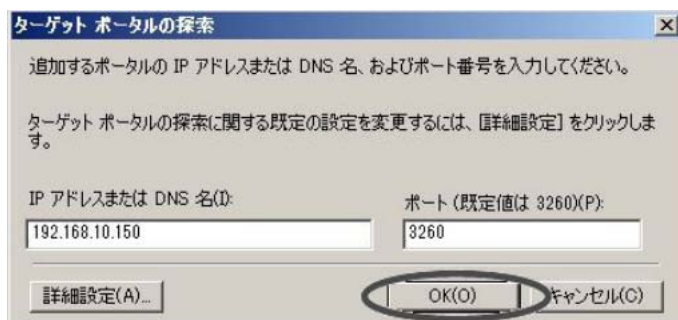 ターゲット ポータルの探索
追加するポータルの IP アドレスまたは DNS 名、およびポート番号を入力してください。
ターゲット ポータルの探索に関する既定の設定を変更するには、[詳細設定] をクリックしま
す。
IP アドレスまたは DNS 名(I):
ポート (既定値は 3260)(P):
192.168.10.150
3260
詳細設定(A)...
OK(O)
キャンセル(C)